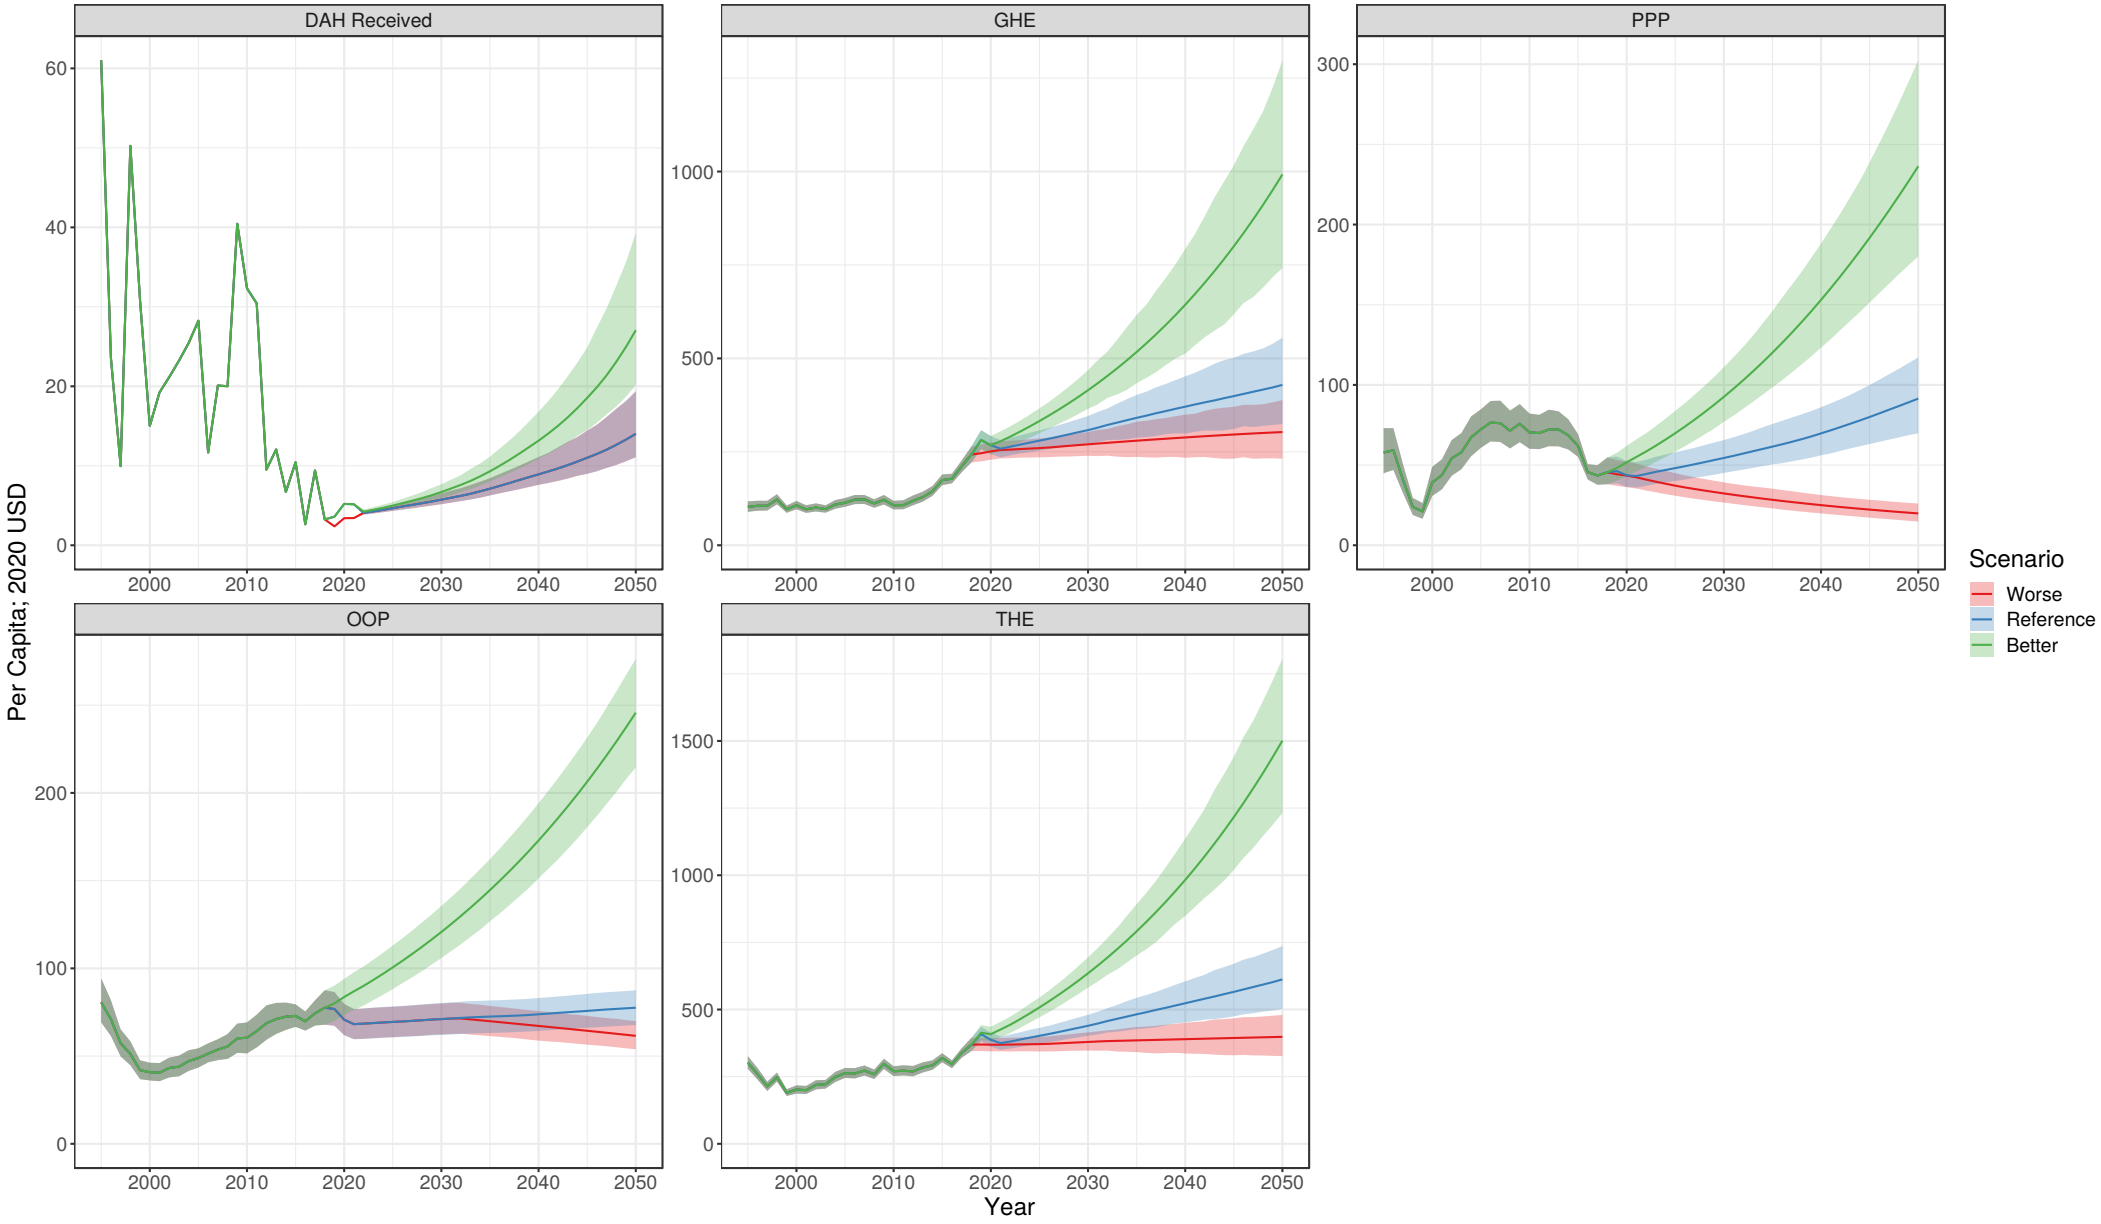 DAH Received
GHE
PPP
60
40
20
0
1000
500
0
300
200
100
0
2000 2010 2020 2030 2040 2050
2000 2010 2020 2030 2040 2050
2000 2010 2020 2030 2040 2050
Per Capita; 2020 USD
OOP
THE
200
100
0
1500
1000
500
0
2000 2010 2020 2030 2040 2050
2000 2010 2020 2030 2040 2050
Year
Scenario
Worse
Reference
Better